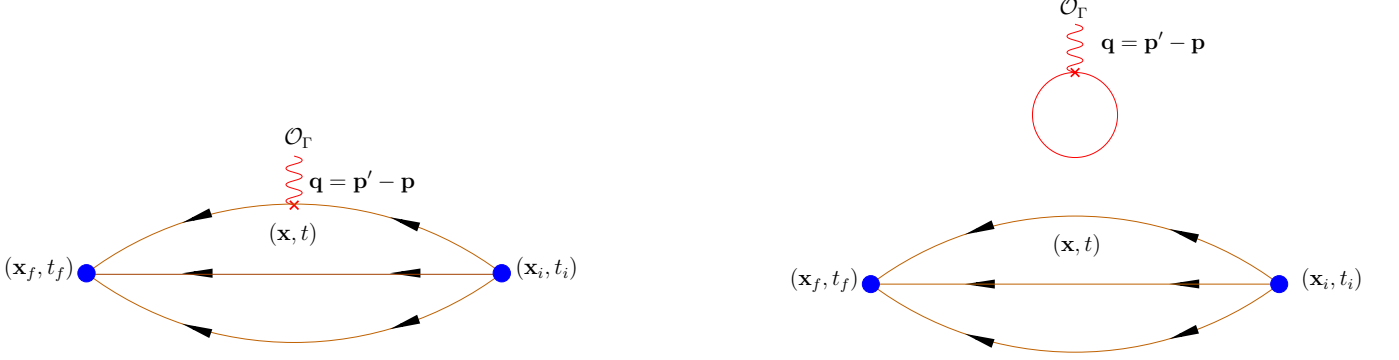 𝒪_Γ
𝐪 = 𝐩′ − 𝐩
(𝐱, t)
(𝐱_f, t_f)
(𝐱_i, t_i)
𝒪_Γ
𝐪 = 𝐩′ − 𝐩
(𝐱, t)
(𝐱_f, t_f)
(𝐱_i, t_i)